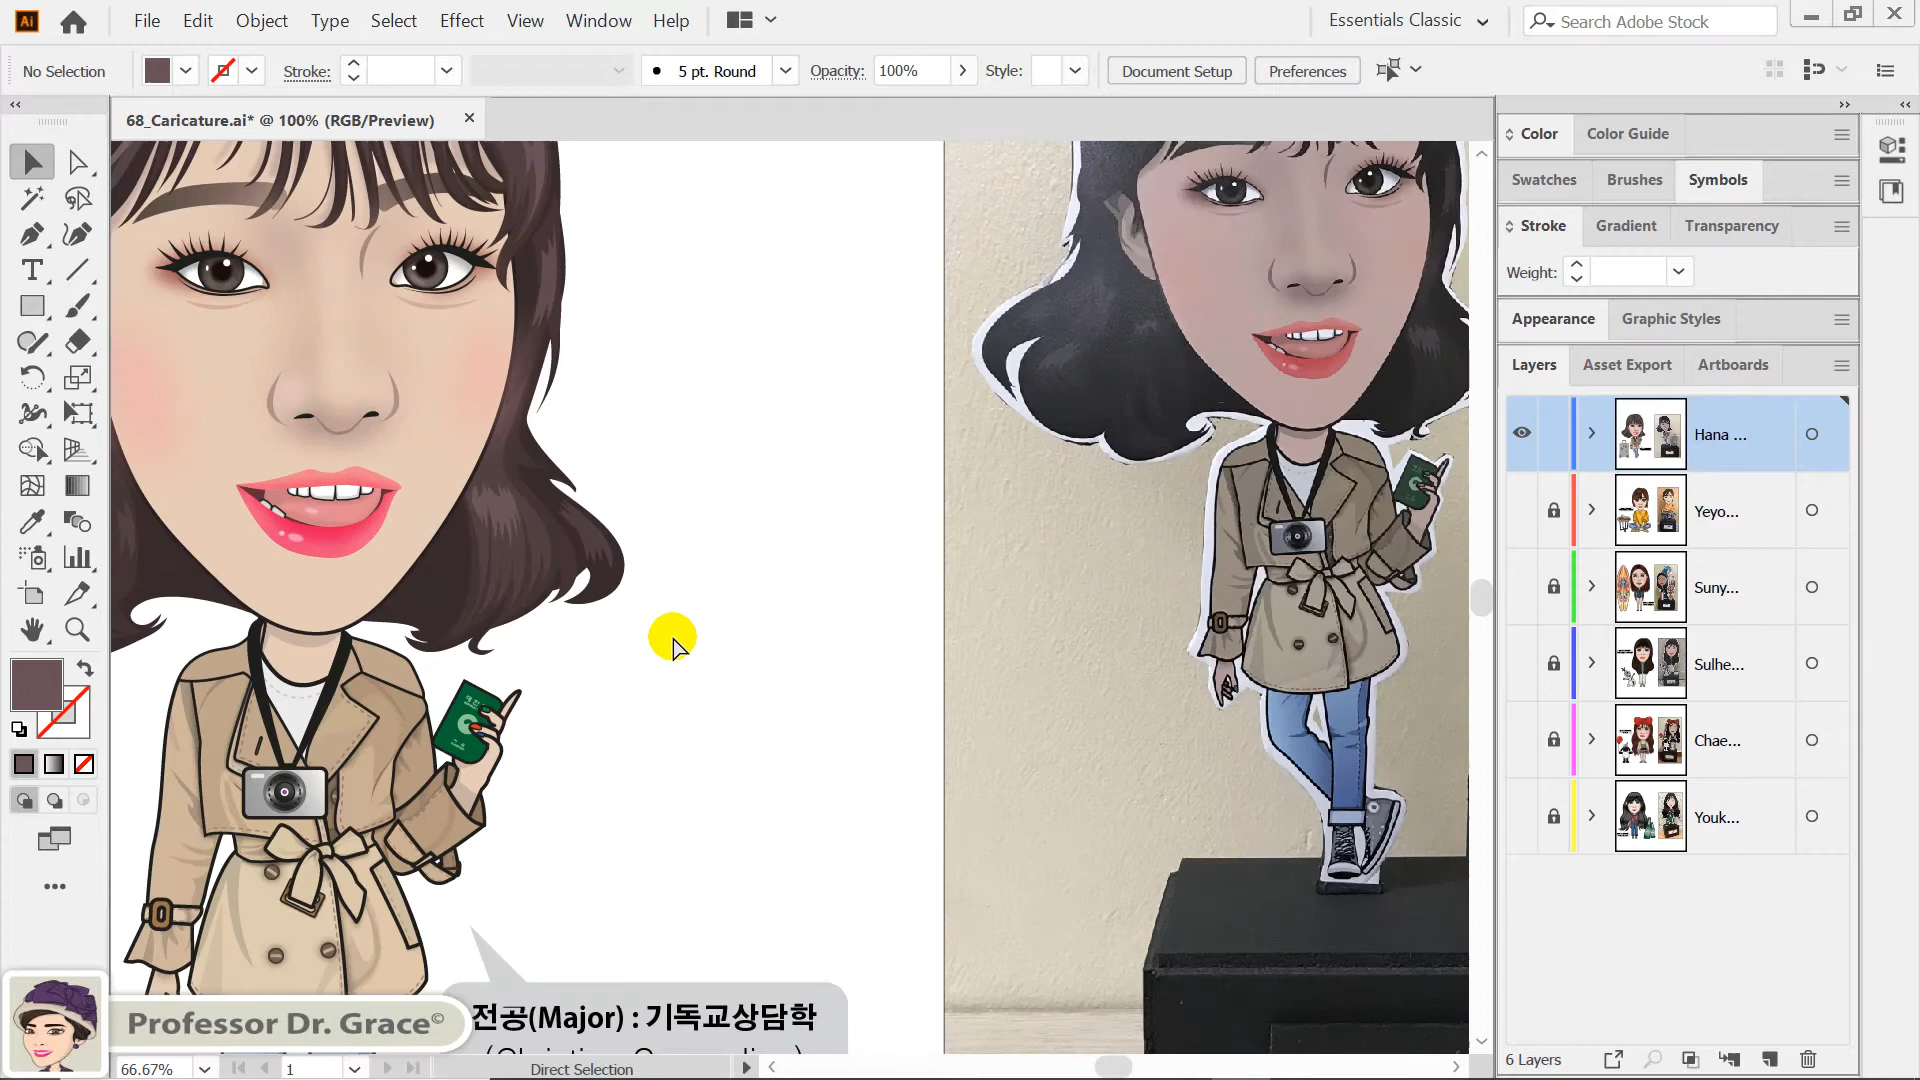 File Edit Object Type Select Effect View Window Help
Essentials Classic
Search Adobe Stock
No Selection
Stroke:
5 pt. Round
Opacity: 100%
Style:
Document Setup
Preferences
68_Caricature.ai* @ 100% (RGB/Preview)
Color Color Guide
Swatches Brushes Symbols
Stroke Gradient Transparency
Weight:
Appearance Graphic Styles
Layers Asset Export Artboards
Hana ...
Yeyo...
Suny...
Sulhe...
Chae...
Youk...
Professor Dr. Grace©
전공(Major) : 기독교상담학
66.67%
1
Direct Selection
6 Layers